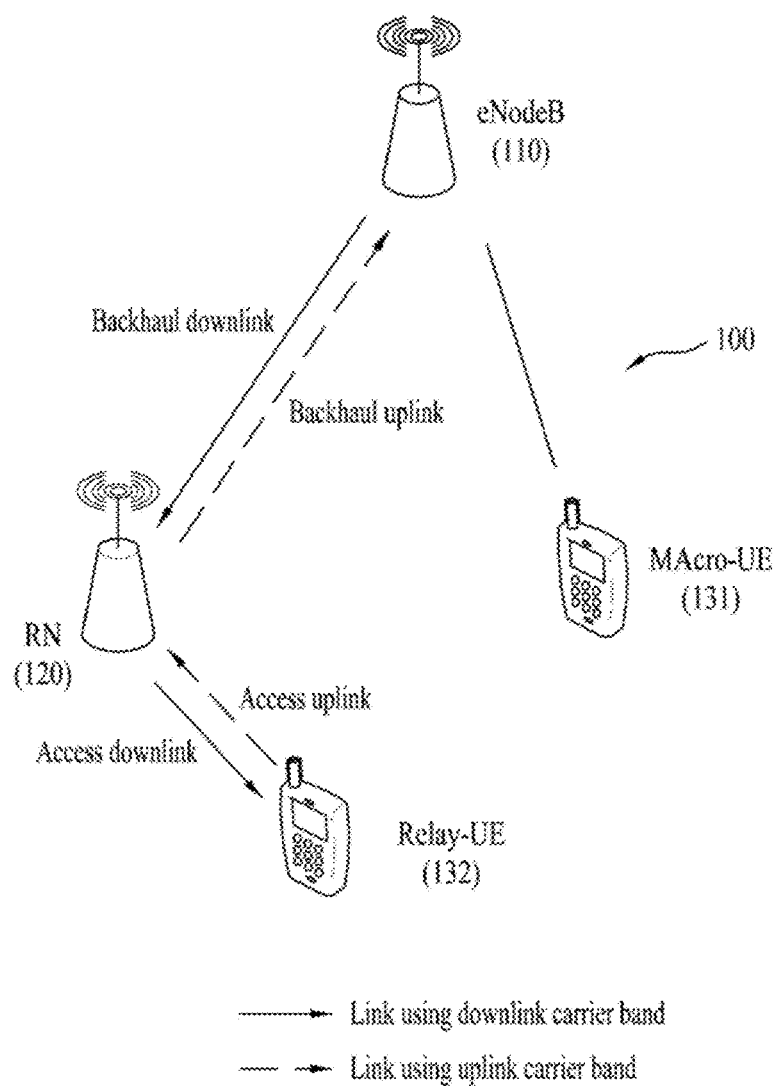 eNodeB
(110)
Backhaul downlink
100
Backhaul uplink
MAcro-UE
(131)
RN
(120)
Access uplink
Access downlink
Relay-UE
(132)
Link using downlink carrier band
Link using uplink carrier band